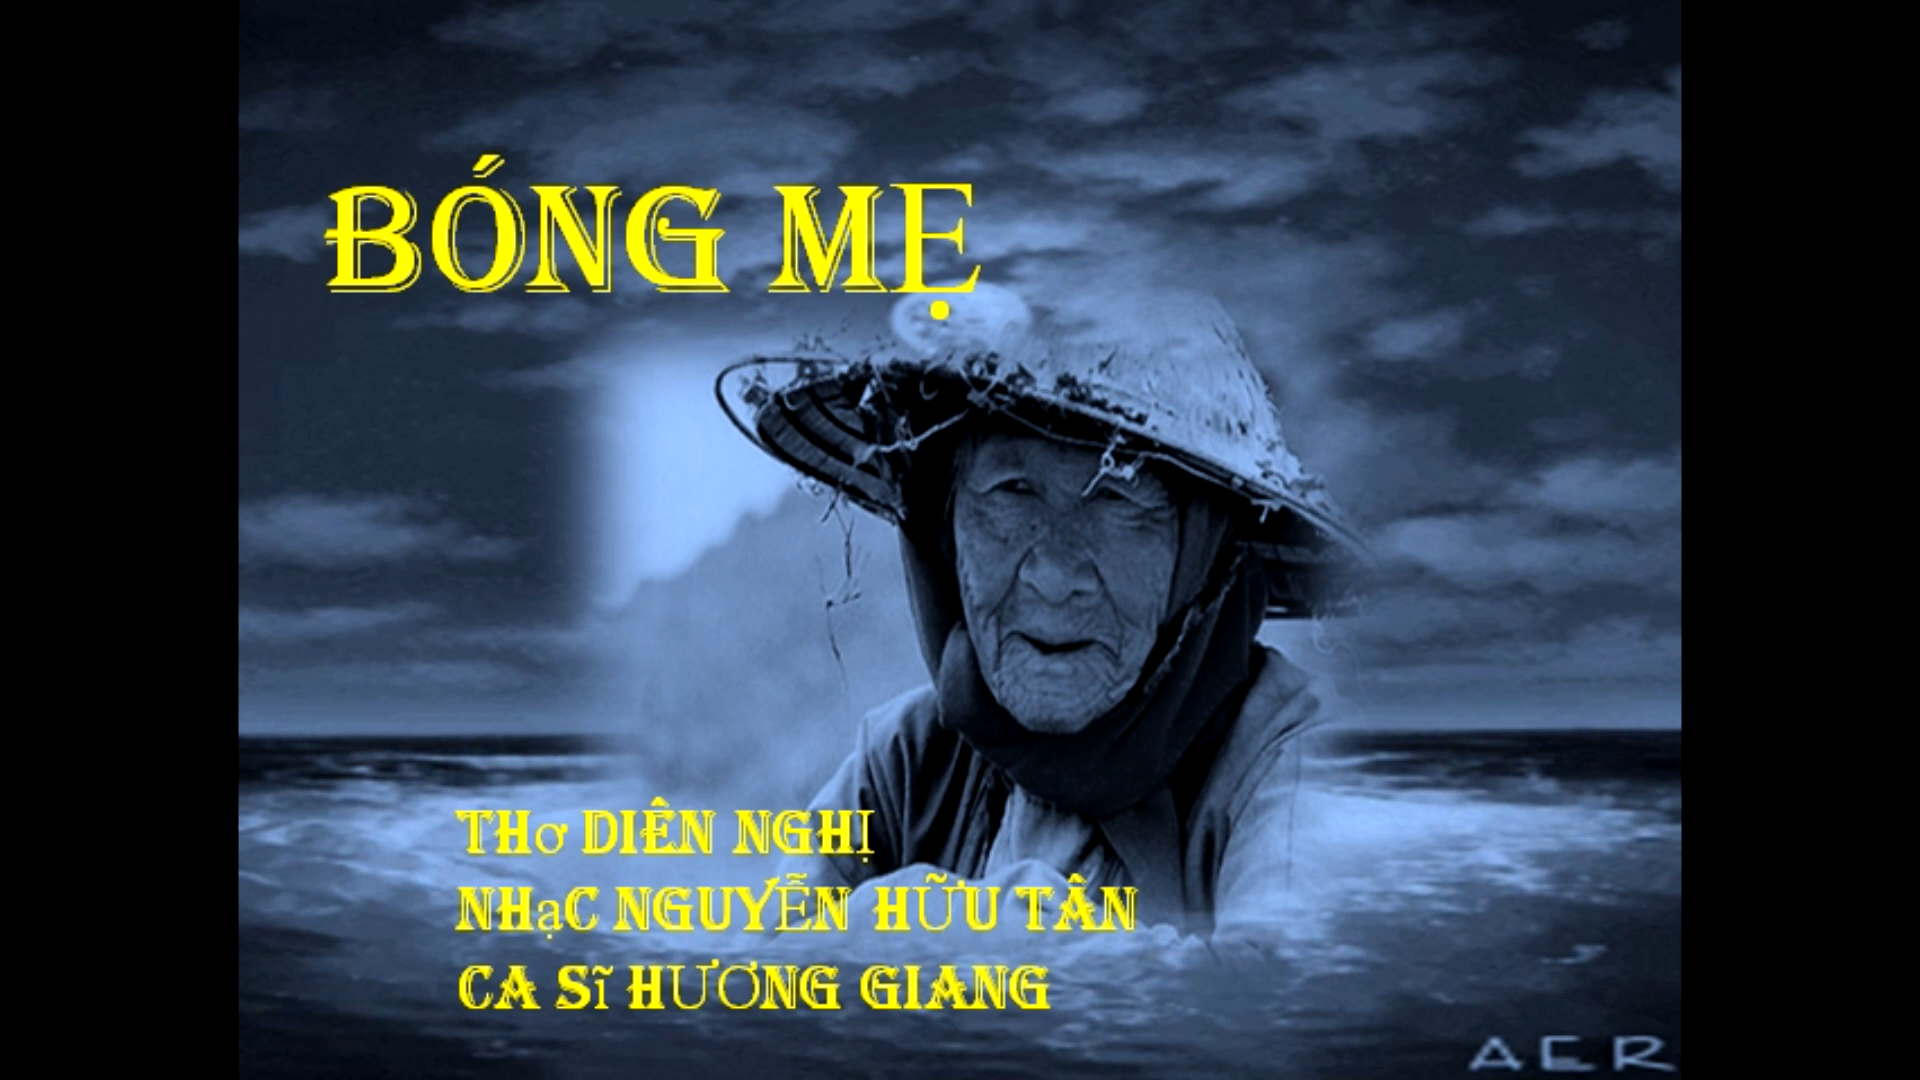 BÓNG MẸ
THơ DIÊN NGHỊ
NHạC NGUYỄN HỮU TÂN
CA Sĩ HƯƠNG GIANG
AER